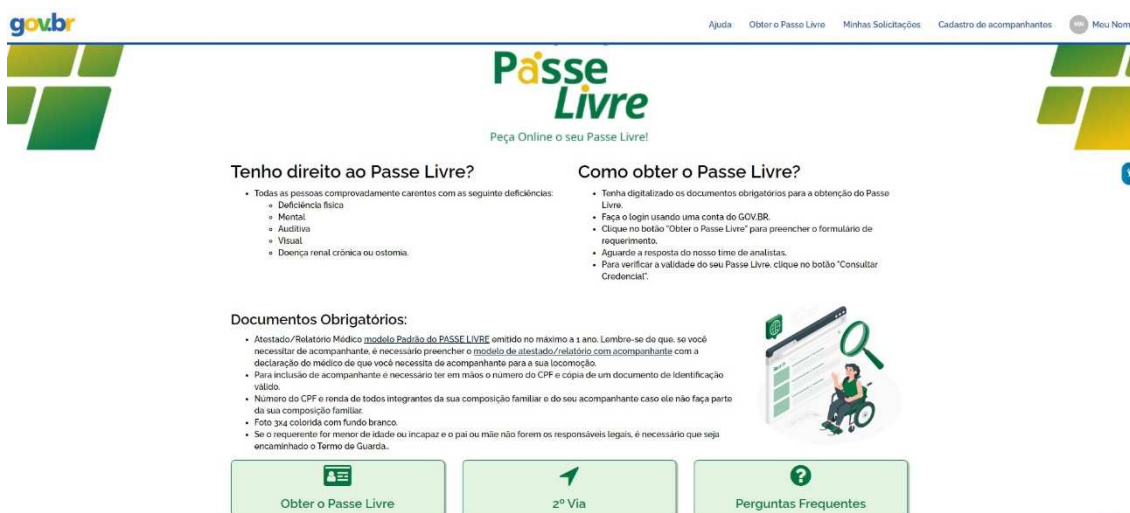 gov.br
Ajuda
Obter o Passe Livre
Minhas Solicitações
Cadastro de acompanhantes
MN
Meu Nom
Passe
Livre
Peça Online o seu Passe Livre!
Tenho direito ao Passe Livre?
Todas as pessoas comprovadamente carentes com as seguinte deficiências:
Deficiência física
Mental
Auditiva
Visual
Doença renal crônica ou ostomia.
Como obter o Passe Livre?
Tenha digitalizado os documentos obrigatórios para a obtenção do Passe
Livre.
Faça o login usando uma conta do GOV.BR.
Clique no botão "Obter o Passe Livre" para preencher o formulário de
requerimento.
Aguarde a resposta do nosso time de analistas.
Para verificar a validade do seu Passe Livre, clique no botão "Consultar
Credencial".
Documentos Obrigatórios:
Atestado/Relatório Médico modelo Padrão do PASSE LIVRE emitido no máximo a 1 ano. Lembre-se de que, se você
necessitar de acompanhante, é necessário preencher o modelo de atestado/relatório com acompanhante com a
declaração do médico de que você necessita de acompanhante para a sua locomoção.
Para inclusão de acompanhante é necessário ter em mãos o número do CPF e cópia de um documento de Identificação
válido.
Número do CPF e renda de todos integrantes da sua composição familiar e do seu acompanhante caso ele não faça parte
da sua composição familiar.
Foto 3x4 colorida com fundo branco.
Se o requerente for menor de idade ou incapaz e o pai ou mãe não forem os responsáveis legais, é necessário que seja
encaminhado o Termo de Guarda..
Obter o Passe Livre
2º Via
Perguntas Frequentes